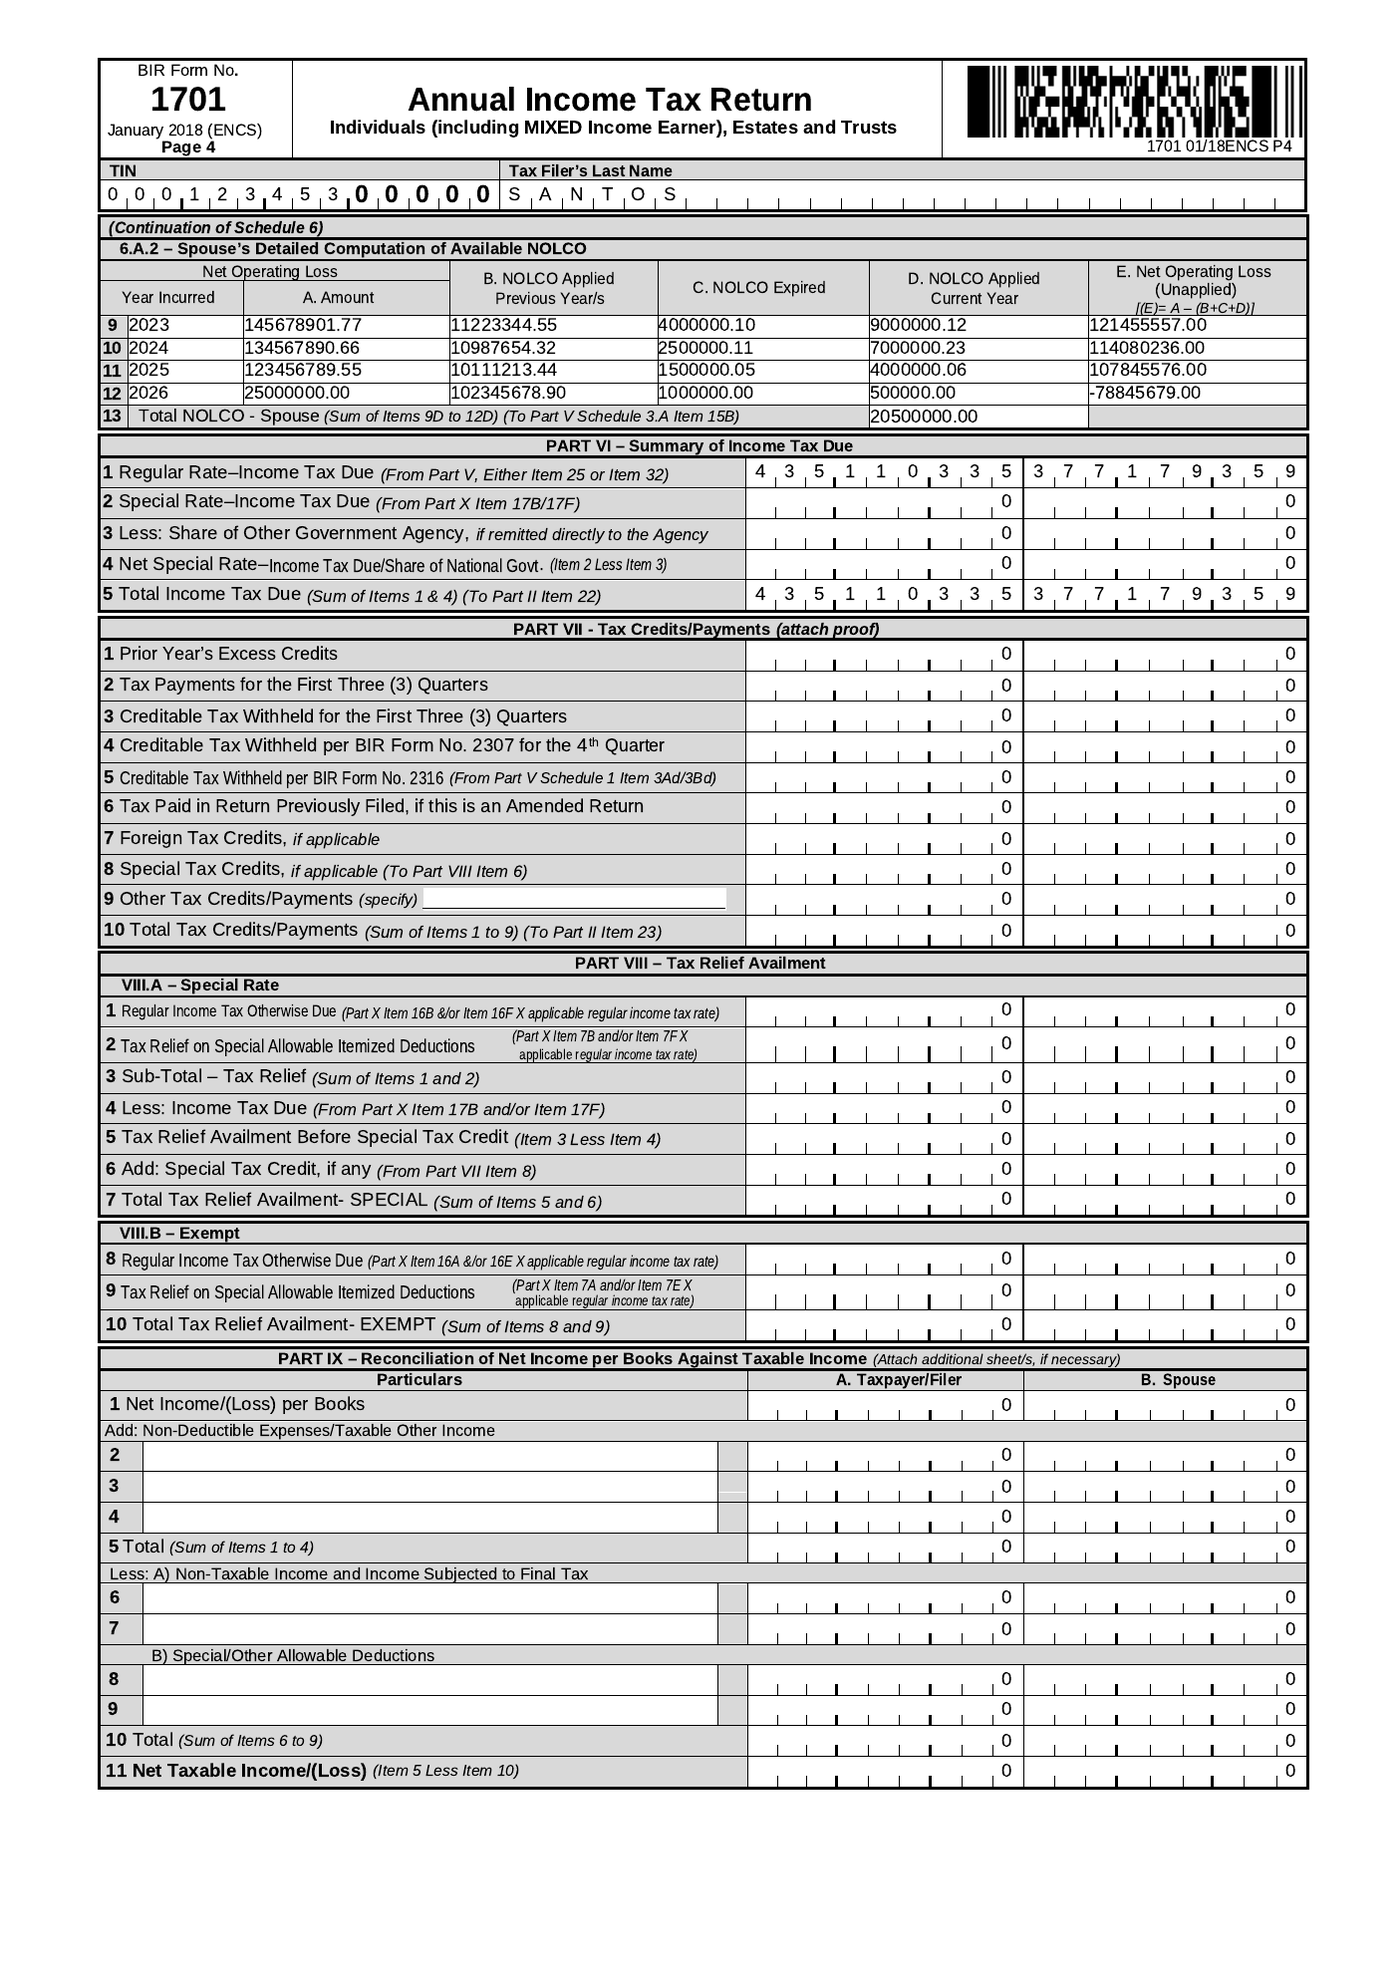 BIR Form No.
1701
January 2018 (ENCS)
Page 4
Annual Income Tax Return
Individuals (including MIXED Income Earner), Estates and Trusts
1701 01/18ENCS P4
TIN Tax Filer’s Last Name
0 0 0 1 2 3 4 5 3 0 0 0 0 0 S A N T O S
(Continuation of Schedule 6)
6.A.2 – Spouse’s Detailed Computation of Available NOLCO
Net Operating Loss
Year Incurred A. Amount
B. NOLCO Applied
Previous Year/s
C. NOLCO Expired
D. NOLCO Applied
Current Year
E. Net Operating Loss
(Unapplied)
[(E)= A – (B+C+D)]
9 2023 145678901.77 11223344.55 4000000.10 9000000.12 121455557.00
10 2024 134567890.66 10987654.32 2500000.11 7000000.23 114080236.00
11 2025 123456789.55 10111213.44 1500000.05 4000000.06 107845576.00
12 2026 25000000.00 102345678.90 1000000.00 500000.00 -78845679.00
13 Total NOLCO - Spouse (Sum of Items 9D to 12D) (To Part V Schedule 3.A Item 15B) 20500000.00
PART VI – Summary of Income Tax Due
1 Regular Rate–Income Tax Due (From Part V, Either Item 25 or Item 32) 4 3 5 1 1 0 3 3 5 3 7 7 1 7 9 3 5 9
2 Special Rate–Income Tax Due (From Part X Item 17B/17F) 0 0
3 Less: Share of Other Government Agency, if remitted directly to the Agency 0 0
4 Net Special Rate–Income Tax Due/Share of National Govt. (Item 2 Less Item 3) 0 0
5 Total Income Tax Due (Sum of Items 1 & 4) (To Part II Item 22) 4 3 5 1 1 0 3 3 5 3 7 7 1 7 9 3 5 9
PART VII - Tax Credits/Payments (attach proof)
1 Prior Year’s Excess Credits 0 0
2 Tax Payments for the First Three (3) Quarters 0 0
3 Creditable Tax Withheld for the First Three (3) Quarters 0 0
4 Creditable Tax Withheld per BIR Form No. 2307 for the 4th Quarter 0 0
5 Creditable Tax Withheld per BIR Form No. 2316 (From Part V Schedule 1 Item 3Ad/3Bd) 0 0
6 Tax Paid in Return Previously Filed, if this is an Amended Return 0 0
7 Foreign Tax Credits, if applicable 0 0
8 Special Tax Credits, if applicable (To Part VIII Item 6) 0 0
9 Other Tax Credits/Payments (specify) 0 0
10 Total Tax Credits/Payments (Sum of Items 1 to 9) (To Part II Item 23) 0 0
PART VIII – Tax Relief Availment
VIII.A – Special Rate
1 Regular Income Tax Otherwise Due (Part X Item 16B &/or Item 16F X applicable regular income tax rate) 0 0
2 Tax Relief on Special Allowable Itemized Deductions (Part X Item 7B and/or Item 7F X
applicable regular income tax rate) 0 0
3 Sub-Total – Tax Relief (Sum of Items 1 and 2) 0 0
4 Less: Income Tax Due (From Part X Item 17B and/or Item 17F) 0 0
5 Tax Relief Availment Before Special Tax Credit (Item 3 Less Item 4) 0 0
6 Add: Special Tax Credit, if any (From Part VII Item 8) 0 0
7 Total Tax Relief Availment- SPECIAL (Sum of Items 5 and 6) 0 0
VIII.B – Exempt
8 Regular Income Tax Otherwise Due (Part X Item 16A &/or 16E X applicable regular income tax rate) 0 0
9 Tax Relief on Special Allowable Itemized Deductions (Part X Item 7A and/or Item 7E X
applicable regular income tax rate) 0 0
10 Total Tax Relief Availment- EXEMPT (Sum of Items 8 and 9) 0 0
PART IX – Reconciliation of Net Income per Books Against Taxable Income (Attach additional sheet/s, if necessary)
Particulars A. Taxpayer/Filer B. Spouse
1 Net Income/(Loss) per Books 0 0
Add: Non-Deductible Expenses/Taxable Other Income
2 0 0
3 0 0
4 0 0
5 Total (Sum of Items 1 to 4) 0 0
Less: A) Non-Taxable Income and Income Subjected to Final Tax
6 0 0
7 0 0
B) Special/Other Allowable Deductions
8 0 0
9 0 0
10 Total (Sum of Items 6 to 9) 0 0
11 Net Taxable Income/(Loss) (Item 5 Less Item 10) 0 0